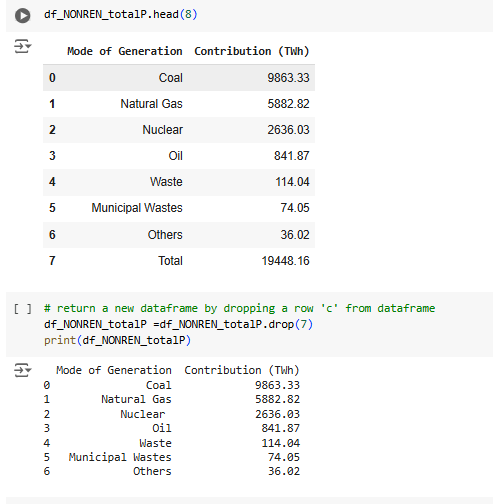 df_NONREN_totalP.head(8)
Mode of Generation Contribution (TWh)
0 Coal 9863.33
1 Natural Gas 5882.82
2 Nuclear 2636.03
3 Oil 841.87
4 Waste 114.04
5 Municipal Wastes 74.05
6 Others 36.02
7 Total 19448.16
[ ] # return a new dataframe by dropping a row 'c' from dataframe
df_NONREN_totalP =df_NONREN_totalP.drop(7)
print(df_NONREN_totalP)
Mode of Generation Contribution (TWh)
0 Coal 9863.33
1 Natural Gas 5882.82
2 Nuclear 2636.03
3 Oil 841.87
4 Waste 114.04
5 Municipal Wastes 74.05
6 Others 36.02